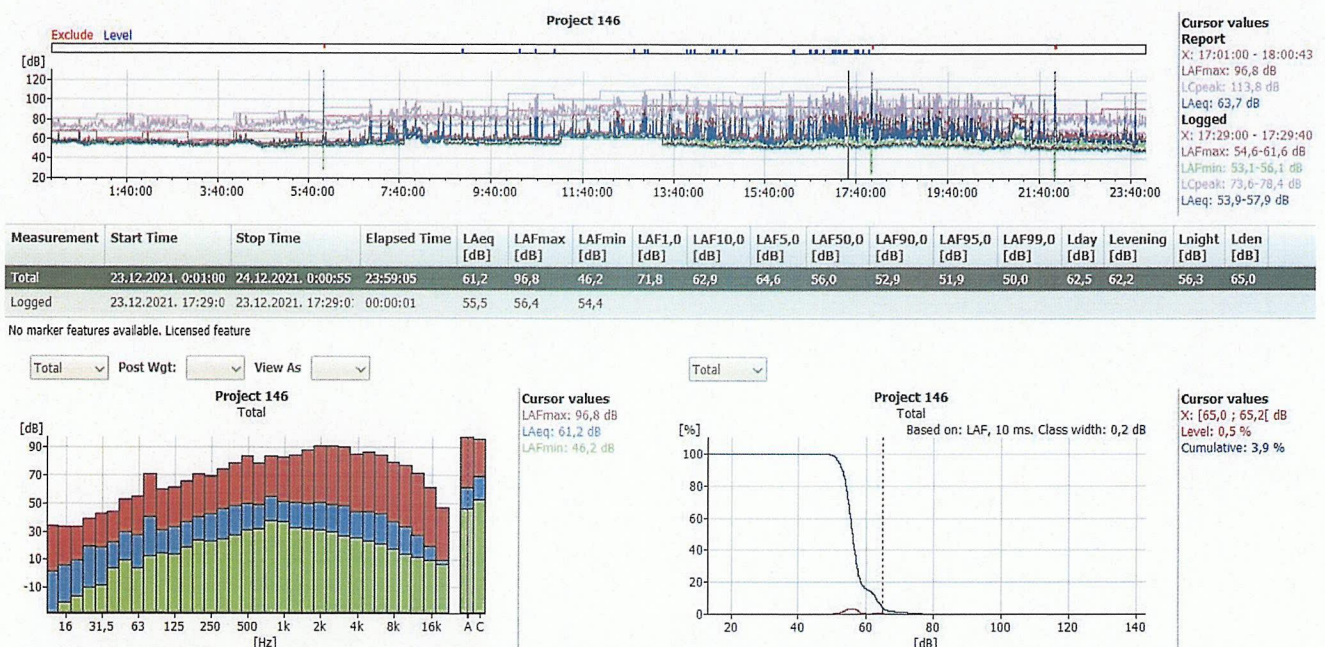 Project 146
Exclude Level
[dB]
120
100
80
60
40
20
1:40:00 3:40:00 5:40:00 7:40:00 9:40:00 11:40:00 13:40:00 15:40:00 17:40:00 19:40:00 21:40:00 23:40:00
Cursor values
Report
X: 17:01:00 - 18:00:43
LAFmax: 96,8 dB
LCpeak: 113,8 dB
LAeq: 63,7 dB
Logged
X: 17:29:00 - 17:29:40
LAFmax: 54,6-61,6 dB
LAFmin: 53,1-56,1 dB
LCpeak: 73,6-78,4 dB
LAeq: 53,9-57,9 dB
Measurement Start Time Stop Time Elapsed Time LAeq [dB] LAFmax [dB] LAFmin [dB] LAF1,0 [dB] LAF10,0 [dB] LAF5,0 [dB] LAF50,0 [dB] LAF90,0 [dB] LAF95,0 [dB] LAF99,0 [dB] Lday [dB] Levening [dB] Lnight [dB] Lden [dB]
Total 23.12.2021. 0:01:00 24.12.2021. 0:00:55 23:59:05 61,2 96,8 46,2 71,8 62,9 64,6 56,0 52,9 51,9 50,0 62,5 62,2 56,3 65,0
Logged 23.12.2021. 17:29:0 23.12.2021. 17:29:0 00:00:01 55,5 56,4 54,4
No marker features available. Licensed feature
Total Post Wgt: View As
Project 146
Total
[dB]
90
70
50
30
10
-10
16 31,5 63 125 250 500 1k 2k 4k 8k 16k A C
[Hz]
Cursor values
LAFmax: 96,8 dB
LAeq: 61,2 dB
LAFmin: 46,2 dB
Total
Project 146
Total
Based on: LAF, 10 ms. Class width: 0,2 dB
[%]
100
80
60
40
20
0
20 40 60 80 100 120 140
[dB]
Cursor values
X: [65,0 ; 65,2[ dB
Level: 0,5 %
Cumulative: 3,9 %